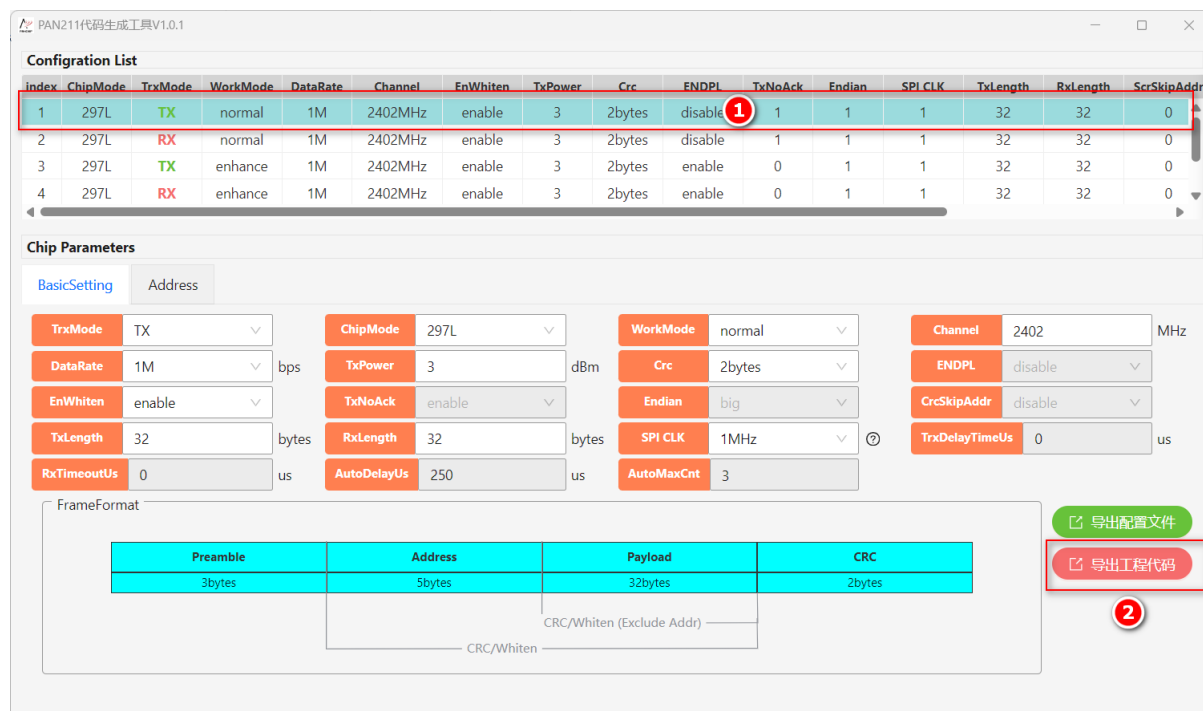 PAN211代码生成工具V1.0.1
Configration List
index ChipMode TrxMode WorkMode DataRate Channel EnWhiten TxPower Crc ENDPL TxNoAck Endian SPI CLK TxLength RxLength ScrSkipAddr
1 297L TX normal 1M 2402MHz enable 3 2bytes disable 1 1 1 1 32 32 0
2 297L RX normal 1M 2402MHz enable 3 2bytes disable 1 1 1 32 32 0
3 297L TX enhance 1M 2402MHz enable 3 2bytes enable 0 1 1 32 32 0
4 297L RX enhance 1M 2402MHz enable 3 2bytes enable 0 1 1 32 32 0
Chip Parameters
BasicSetting Address
TrxMode TX ChipMode 297L WorkMode normal Channel 2402 MHz
DataRate 1M bps TxPower 3 dBm Crc 2bytes ENDPL disable
EnWhiten enable TxNoAck enable Endian big CrcSkipAddr disable
TxLength 32 bytes RxLength 32 bytes SPI CLK 1MHz TrxDelayTimeUs 0 us
RxTimeoutUs 0 us AutoDelayUs 250 us AutoMaxCnt 3
FrameFormat
导出配置文件
Preamble Address Payload CRC
导出工程代码
3bytes 5bytes 32bytes 2bytes
2
CRC/Whiten (Exclude Addr)
CRC/Whiten